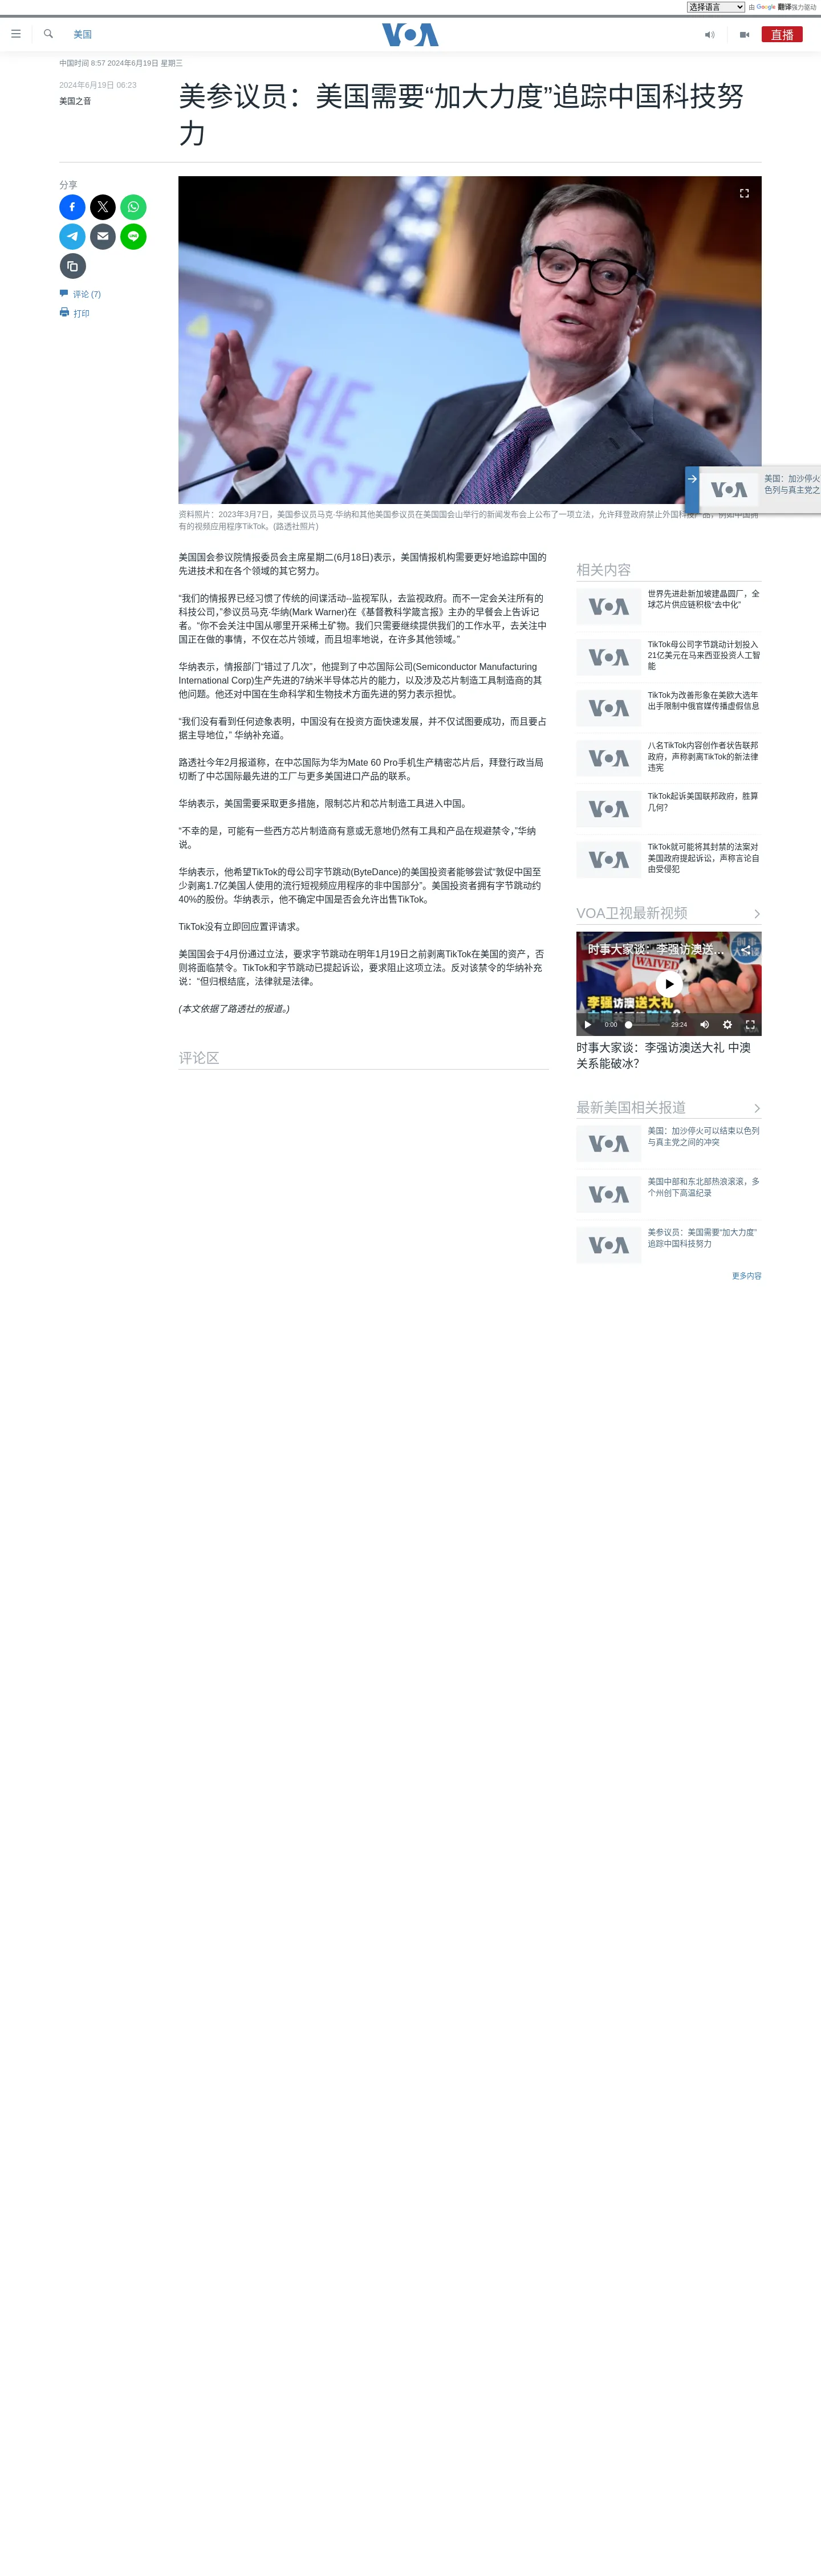 选择语言 由 Google 翻译强力驱动
美国
VOA
直播
中国时间 8:57 2024年6月19日 星期三
2024年6月19日 06:23
美国之音
美参议员：美国需要“加大力度”追踪中国科技努
力
分享
LINE
评论 (7)
打印
THE
资料照片：2023年3月7日，美国参议员马克·华纳和其他美国参议员在美国国会山举行的新闻发布会上公布了一项立法，允许拜登政府禁止外国科技产品，例如中国拥
有的视频应用程序TikTok。(路透社照片)
美国：加沙停火
色列与真主党之
VOA
美国国会参议院情报委员会主席星期二(6月18日)表示，美国情报机构需要更好地追踪中国的
先进技术和在各个领域的其它努力。
“我们的情报界已经习惯了传统的间谍活动--监视军队，去监视政府。而不一定会关注所有的
科技公司，”参议员马克·华纳(Mark Warner)在《基督教科学箴言报》主办的早餐会上告诉记
者。“你不会关注中国从哪里开采稀土矿物。我们只需要继续提供我们的工作水平，去关注中
国正在做的事情，不仅在芯片领域，而且坦率地说，在许多其他领域。”
华纳表示，情报部门“错过了几次”，他提到了中芯国际公司(Semiconductor Manufacturing
International Corp)生产先进的7纳米半导体芯片的能力，以及涉及芯片制造工具制造商的其
他问题。他还对中国在生命科学和生物技术方面先进的努力表示担忧。
“我们没有看到任何迹象表明，中国没有在投资方面快速发展，并不仅试图要成功，而且要占
据主导地位，” 华纳补充道。
路透社今年2月报道称，在中芯国际为华为Mate 60 Pro手机生产精密芯片后，拜登行政当局
切断了中芯国际最先进的工厂与更多美国进口产品的联系。
华纳表示，美国需要采取更多措施，限制芯片和芯片制造工具进入中国。
“不幸的是，可能有一些西方芯片制造商有意或无意地仍然有工具和产品在规避禁令，”华纳
说。
华纳表示，他希望TikTok的母公司字节跳动(ByteDance)的美国投资者能够尝试“敦促中国至
少剥离1.7亿美国人使用的流行短视频应用程序的非中国部分”。美国投资者拥有字节跳动约
40%的股份。华纳表示，他不确定中国是否会允许出售TikTok。
TikTok没有立即回应置评请求。
美国国会于4月份通过立法，要求字节跳动在明年1月19日之前剥离TikTok在美国的资产，否
则将面临禁令。TikTok和字节跳动已提起诉讼，要求阻止这项立法。反对该禁令的华纳补充
说：“但归根结底，法律就是法律。
(本文依据了路透社的报道。)
评论区
相关内容
VOA
世界先进赴新加坡建晶圆厂，全
球芯片供应链积极“去中化”
VOA
TikTok母公司字节跳动计划投入
21亿美元在马来西亚投资人工智
能
VOA
TikTok为改善形象在美欧大选年
出手限制中俄官媒传播虚假信息
VOA
八名TikTok内容创作者状告联邦
政府，声称剥离TikTok的新法律
违宪
VOA
TikTok起诉美国联邦政府，胜算
几何？
VOA
TikTok就可能将其封禁的法案对
美国政府提起诉讼，声称言论自
由受侵犯
VOA卫视最新视频
时事大家谈：李强访澳送...
WAIVED
李强访澳送大礼
0:00 29:24
时事大家谈：李强访澳送大礼 中澳
关系能破冰？
最新美国相关报道
VOA
美国：加沙停火可以结束以色列
与真主党之间的冲突
VOA
美国中部和东北部热浪滚滚，多
个州创下高温纪录
VOA
美参议员：美国需要“加大力度”
追踪中国科技努力
更多内容